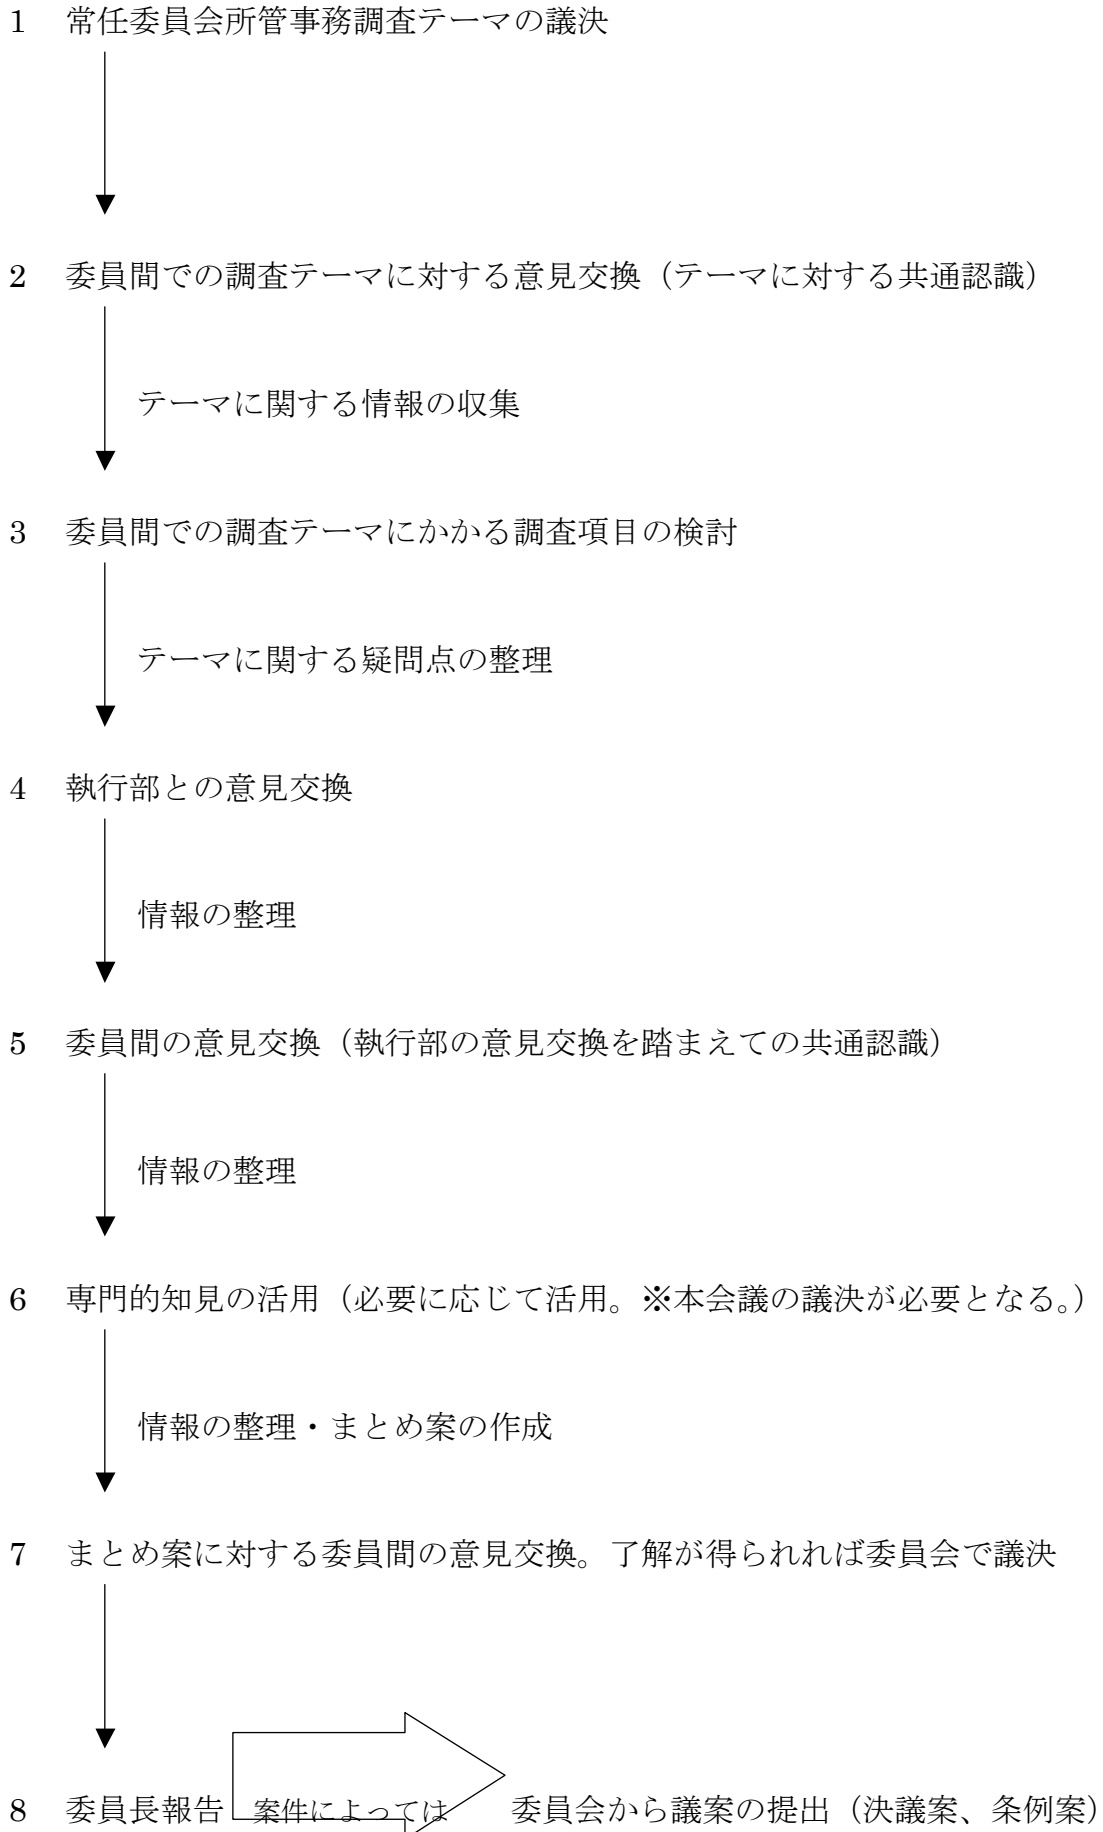 1 常任委員会所管事務調査テーマの議決
2 委員間での調査テーマに対する意見交換（テーマに対する共通認識）
テーマに関する情報の収集
3 委員間での調査テーマにかかる調査項目の検討
テーマに関する疑問点の整理
4 執行部との意見交換
情報の整理
5 委員間の意見交換（執行部の意見交換を踏まえての共通認識）
情報の整理
6 専門的知見の活用（必要に応じて活用。※本会議の議決が必要となる。）
情報の整理・まとめ案の作成
7 まとめ案に対する委員間の意見交換。了解が得られれば委員会で議決
8 委員長報告 案件によっては 委員会から議案の提出（決議案、条例案）